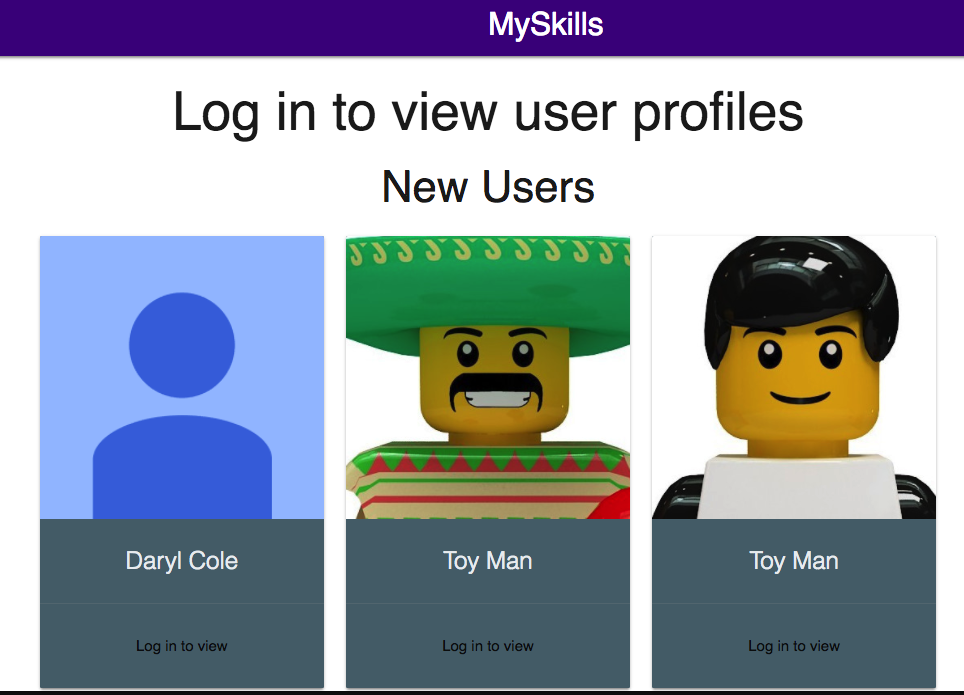 MySkills
Log in to view user profiles
New Users
Daryl Cole
Toy Man
Toy Man
Log in to view
Log in to view
Log in to view